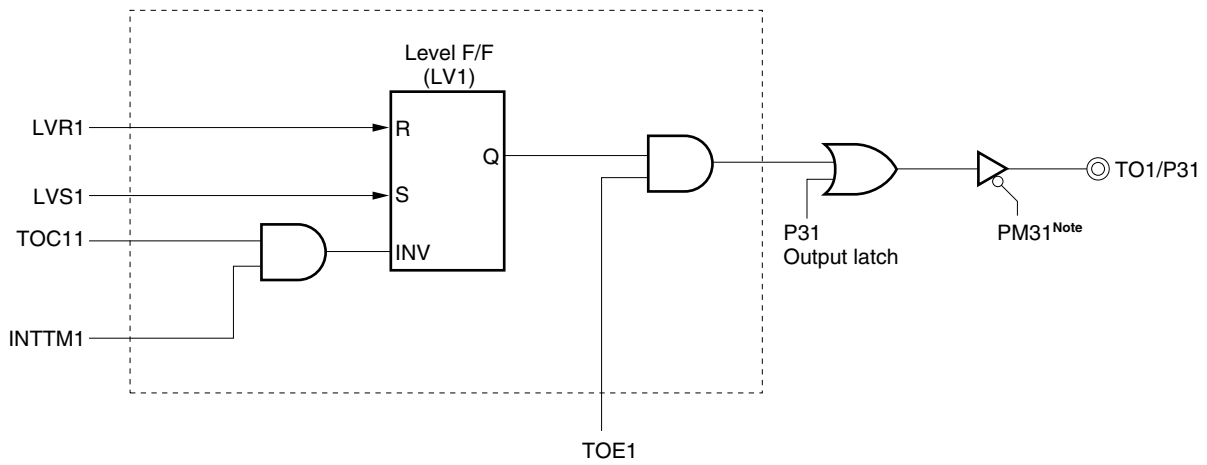 Level F/F
(LV1)
LVR1
R
Q
TO1/P31
LVS1
S
P31
Output latch
PM31Note
TOC11
INV
INTTM1
TOE1